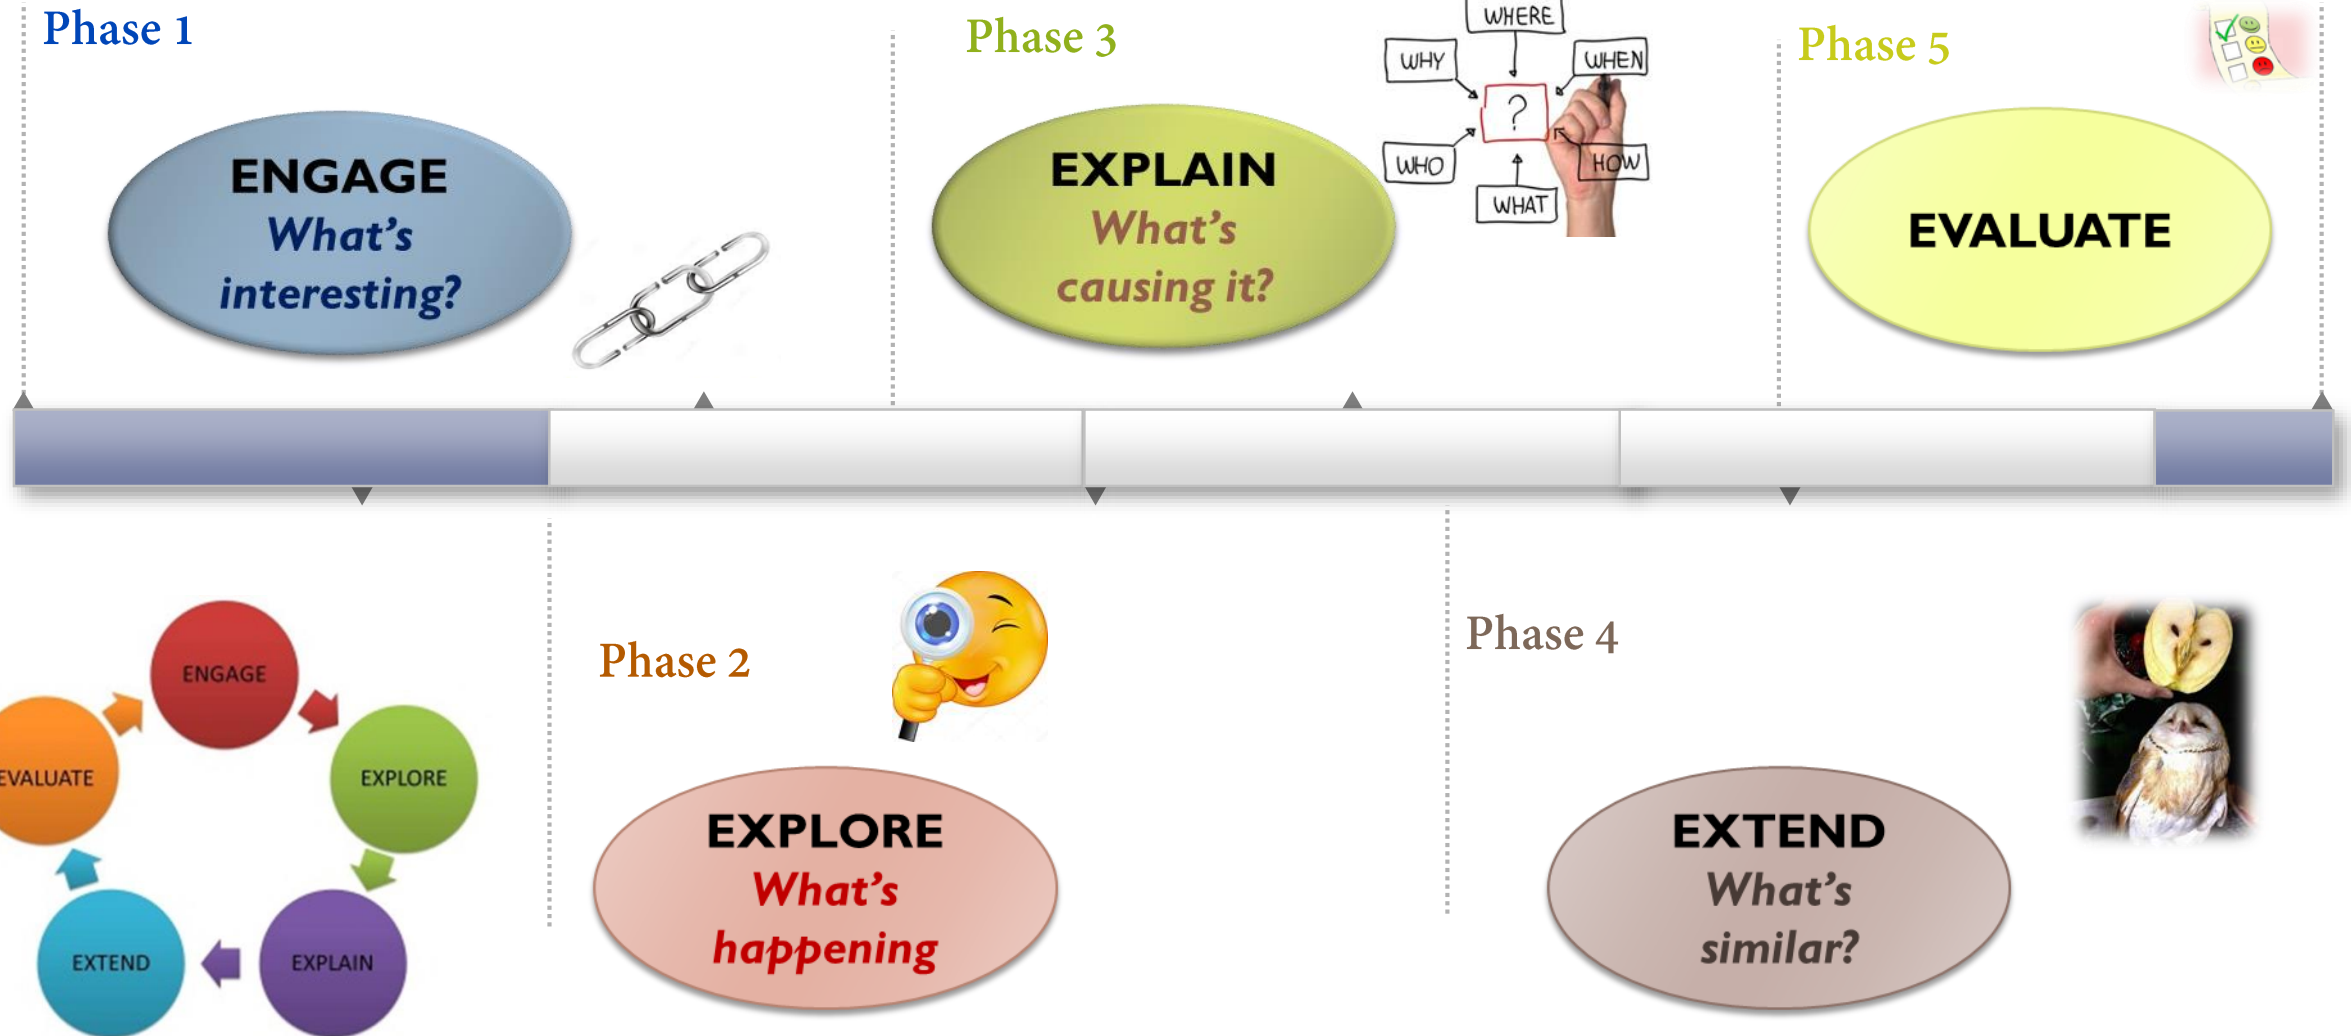 Phase 1
ENGAGE
What's
interesting?
Phase 3
EXPLAIN
What's
causing it?
WHERE
WHY
WHEN
?
WHO
HOW
WHAT
Phase 5
EVALUATE
ENGAGE
EXPLORE
EXPLAIN
EXTEND
EVALUATE
Phase 2
EXPLORE
What's
happening
Phase 4
EXTEND
What's
similar?